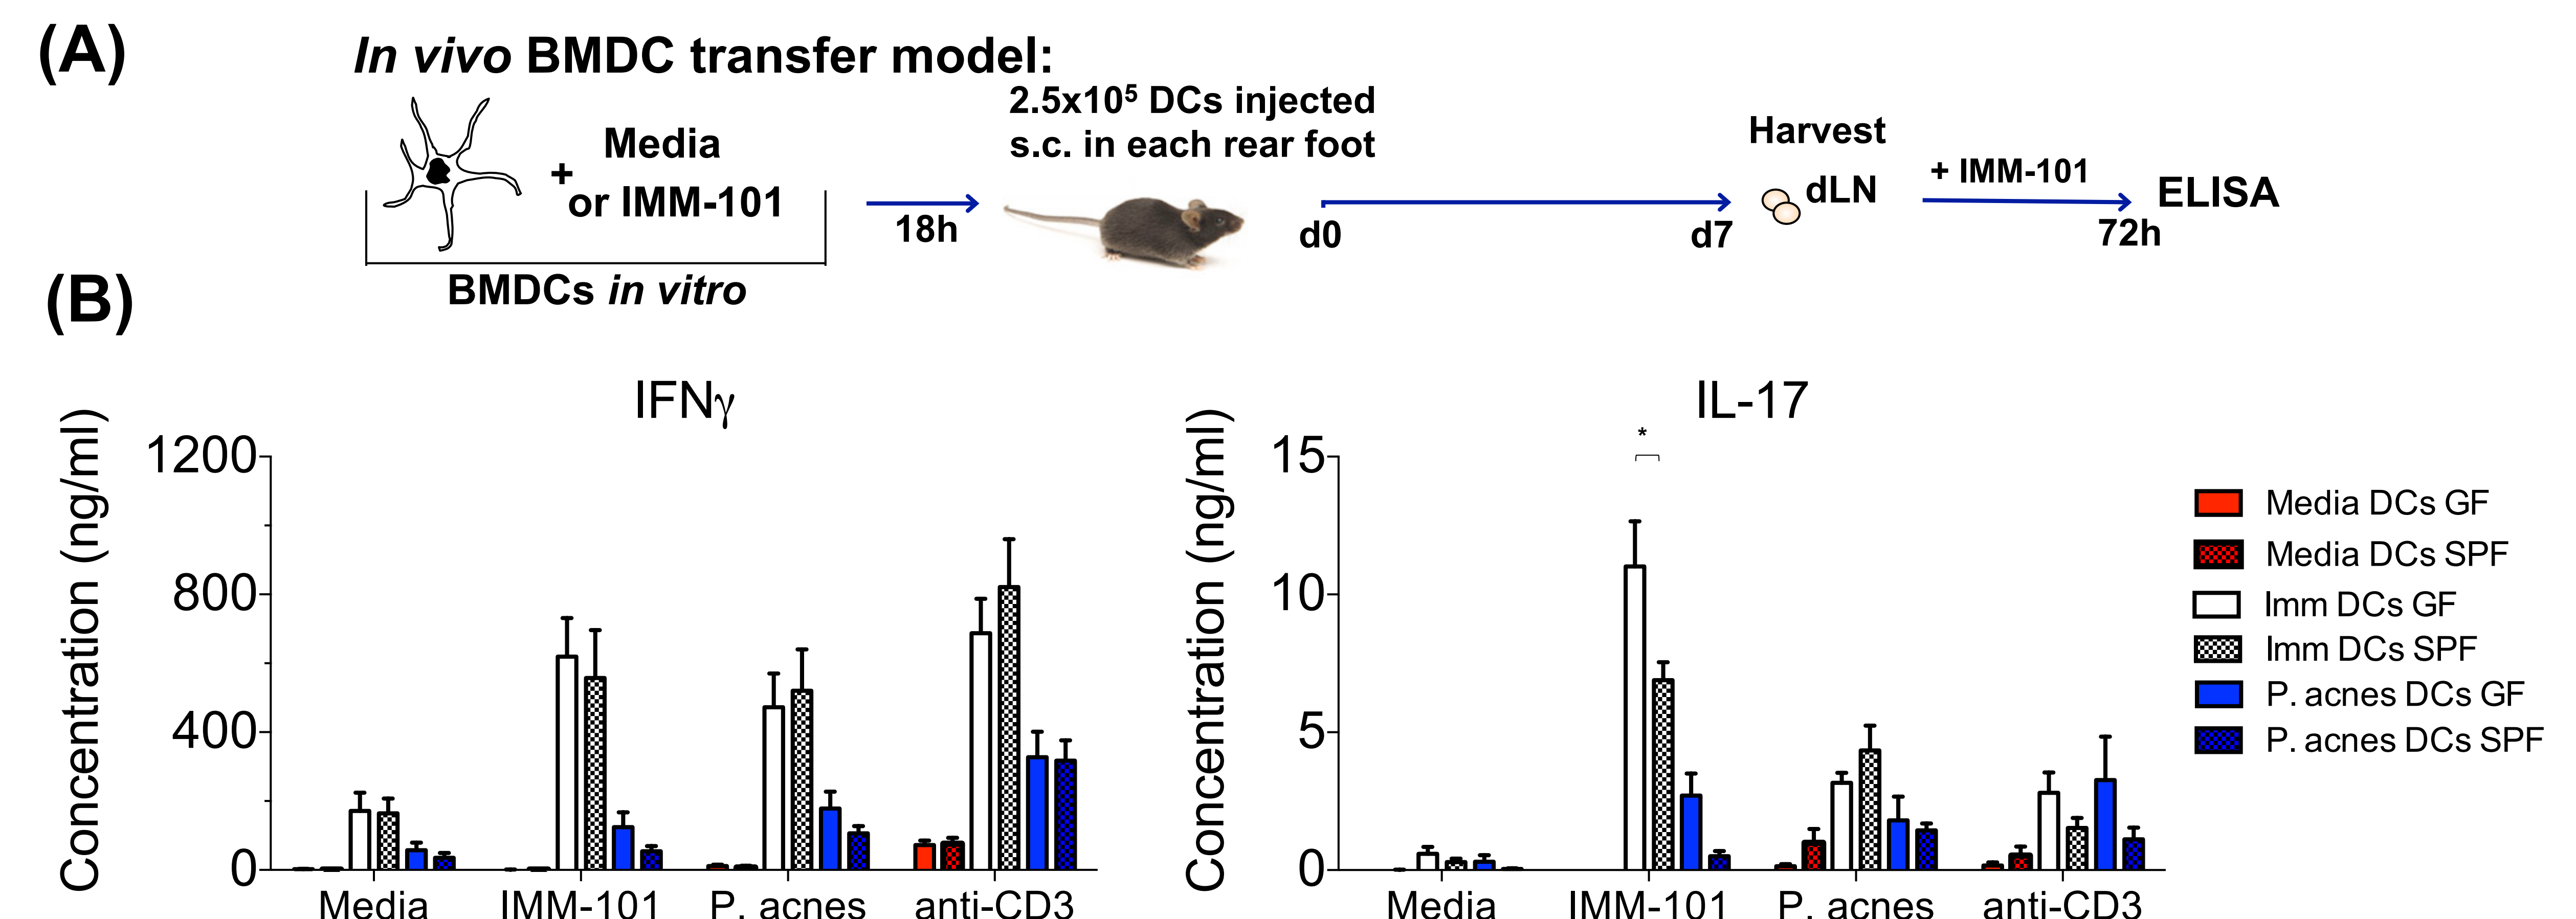 (A)
In vivo BMDC transfer model:
Media
+
or IMM-101
BMDCs in vitro
18h
2.5x10⁵ DCs injected
s.c. in each rear foot
d0
d7
Harvest
dLN
+ IMM-101
72h
ELISA
(B)
IFNγ
Concentration (ng/ml)
1200
800
400
0
Media
IMM-101
P. acnes
anti-CD3
IL-17
Concentration (ng/ml)
15
10
5
0
*
Media
IMM-101
P. acnes
anti-CD3
Media DCs GF
Media DCs SPF
Imm DCs GF
Imm DCs SPF
P. acnes DCs GF
P. acnes DCs SPF